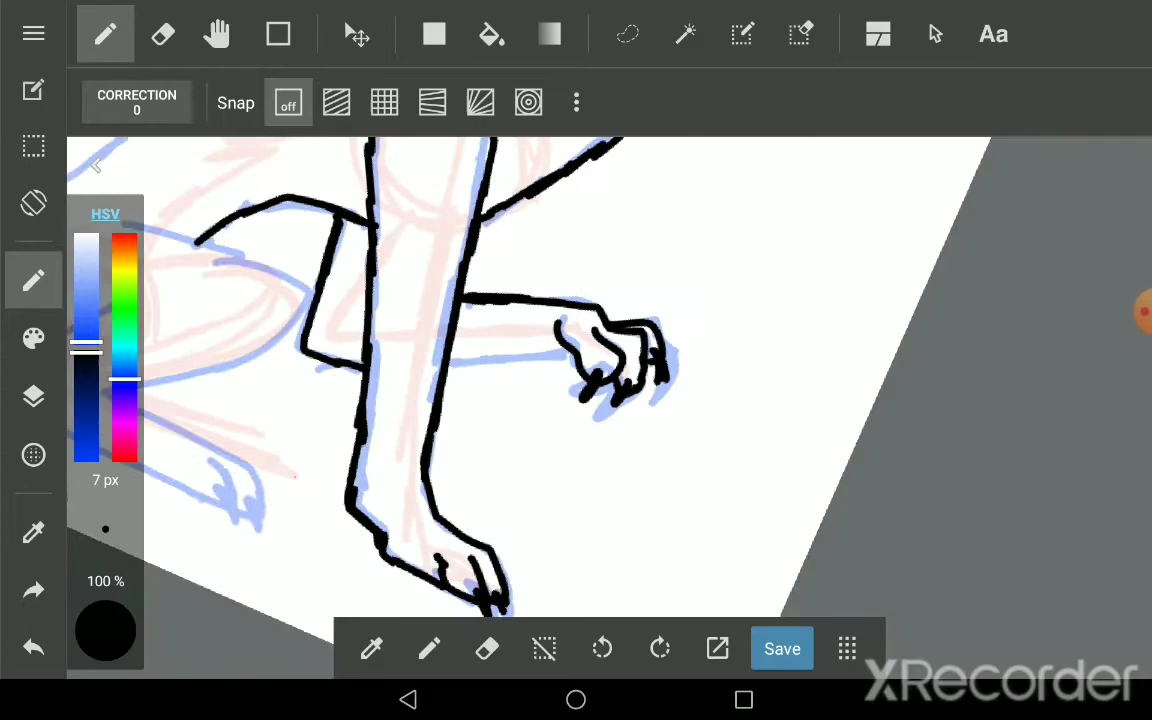 Aa
CORRECTION
0
Snap
off
HSV
7 px
100 %
Save
XRecorder